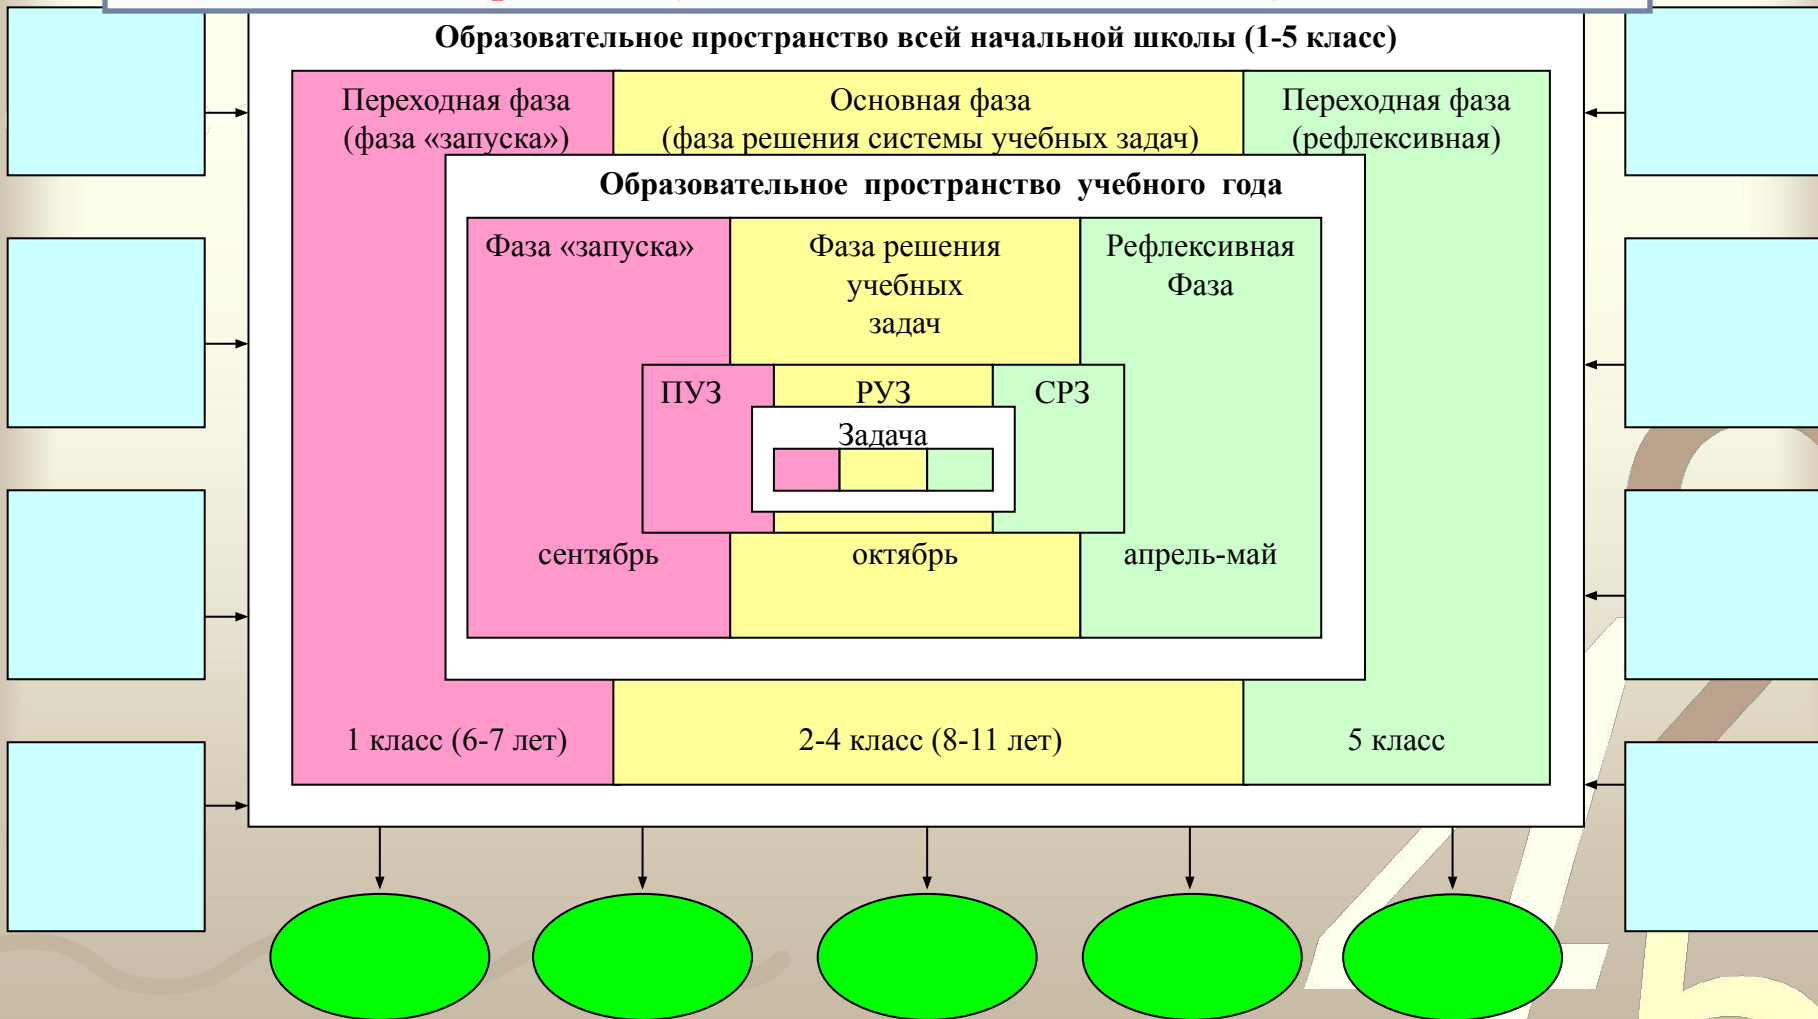 Образовательное пространство всей начальной школы (1-5 класс)
Переходная фаза
(фаза «запуска»)
Основная фаза
(фаза решения системы учебных задач)
Переходная фаза
(рефлексивная)
Образовательное пространство учебного года
Фаза «запуска»
Фаза решения
учебных
задач
Рефлексивная
Фаза
ПУЗ
РУЗ
СРЗ
Задача
сентябрь
октябрь
апрель-май
1 класс (6-7 лет)
2-4 класс (8-11 лет)
5 класс